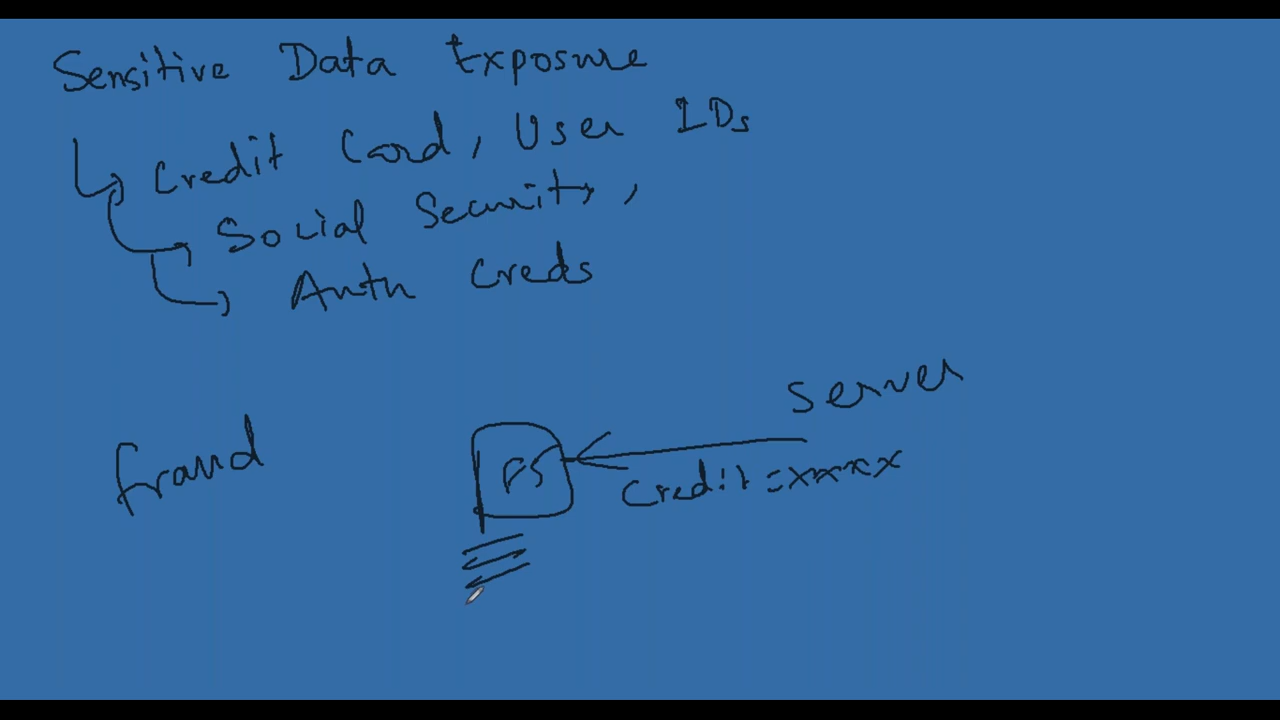 Sensitive Data Exposure
Credit Card, User IDs
Social Security,
Auth Creds
Server
fraud
FS
Credit=xxxx